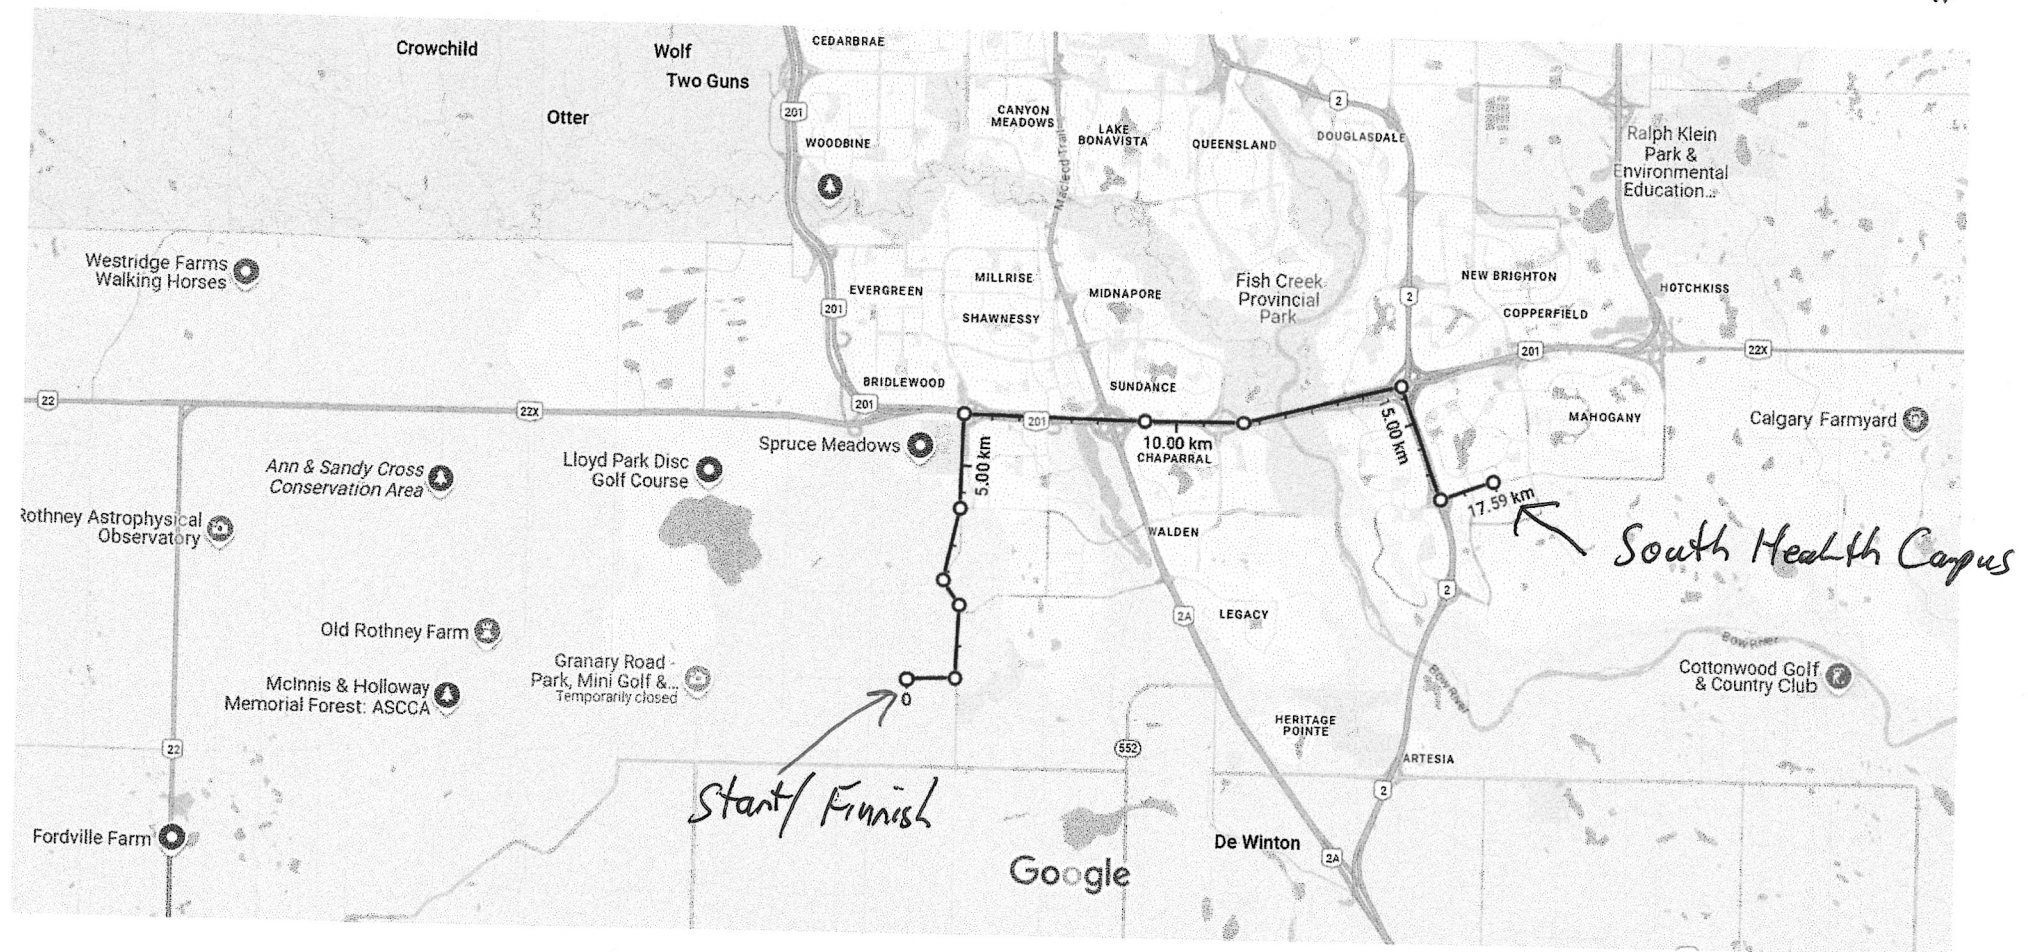 Crowchild
Wolf
Two Guns
Otter
CEDARBRAE
201
WOODBINE
CANYON
MEADOWS
LAKE
BONAVISTA
Macleod Trail
QUEENSLAND
2
DOUGLASDALE
Ralph Klein
Park &
Environmental
Education...
Westridge Farms
Walking Horses
EVERGREEN
201
MILLRISE
SHAWNESSY
MIDNAPORE
Fish Creek
Provincial
Park
2
NEW BRIGHTON
COPPERFIELD
HOTCHKISS
201
22X
22
22X
BRIDLEWOOD
201
SUNDANCE
201
Spruce Meadows
5.00 km
10.00 km
CHAPARRAL
15.00 km
MAHOGANY
Calgary Farmyard
Ann & Sandy Cross
Conservation Area
Lloyd Park Disc
Golf Course
Rothney Astrophysical
Observatory
17.59 km
South Health Campus
WALDEN
2
2A
LEGACY
Old Rothney Farm
Granary Road -
Park, Mini Golf &...
Temporarily closed
McInnis & Holloway
Memorial Forest: ASCCA
0
Bow River
Bow River
Cottonwood Golf
& Country Club
HERITAGE
POINTE
22
552
ARTESIA
2
Start/ Finnish
Fordville Farm
De Winton
2A
Google